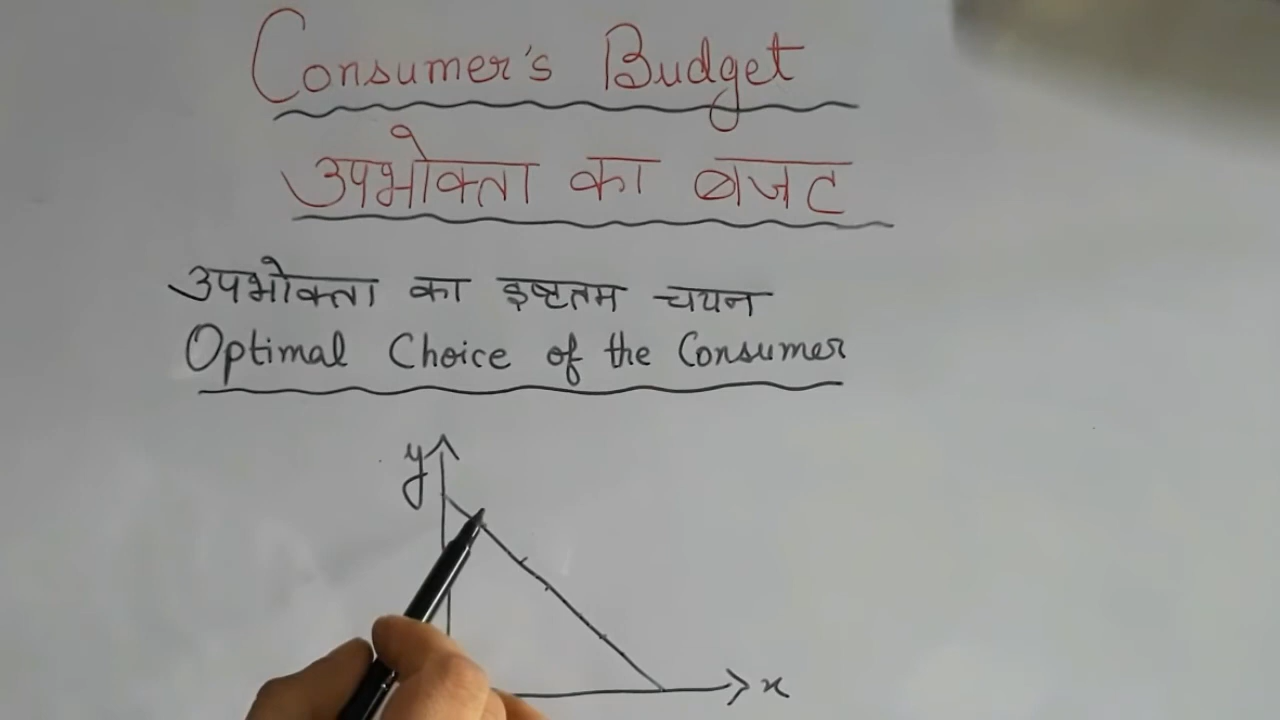 Consumer's Budget
उपभोक्ता का बजट
उपभोक्ता का इष्टतम चयन
Optimal Choice of the Consumer
y
x